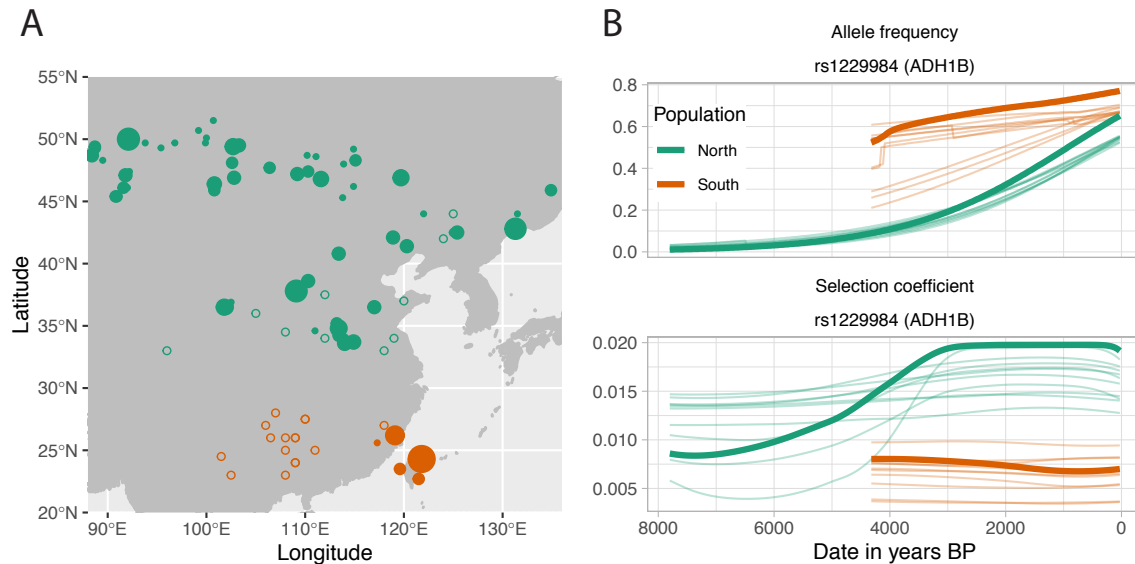 A
55°N
50°N
45°N
40°N
35°N
30°N
25°N
20°N
Latitude
90°E 100°E 110°E 120°E 130°E
Longitude
B
Allele frequency
rs1229984 (ADH1B)
0.8
0.6
0.4
0.2
0.0
Population
North
South
Selection coefficient
rs1229984 (ADH1B)
0.020
0.015
0.010
0.005
8000 6000 4000 2000 0
Date in years BP